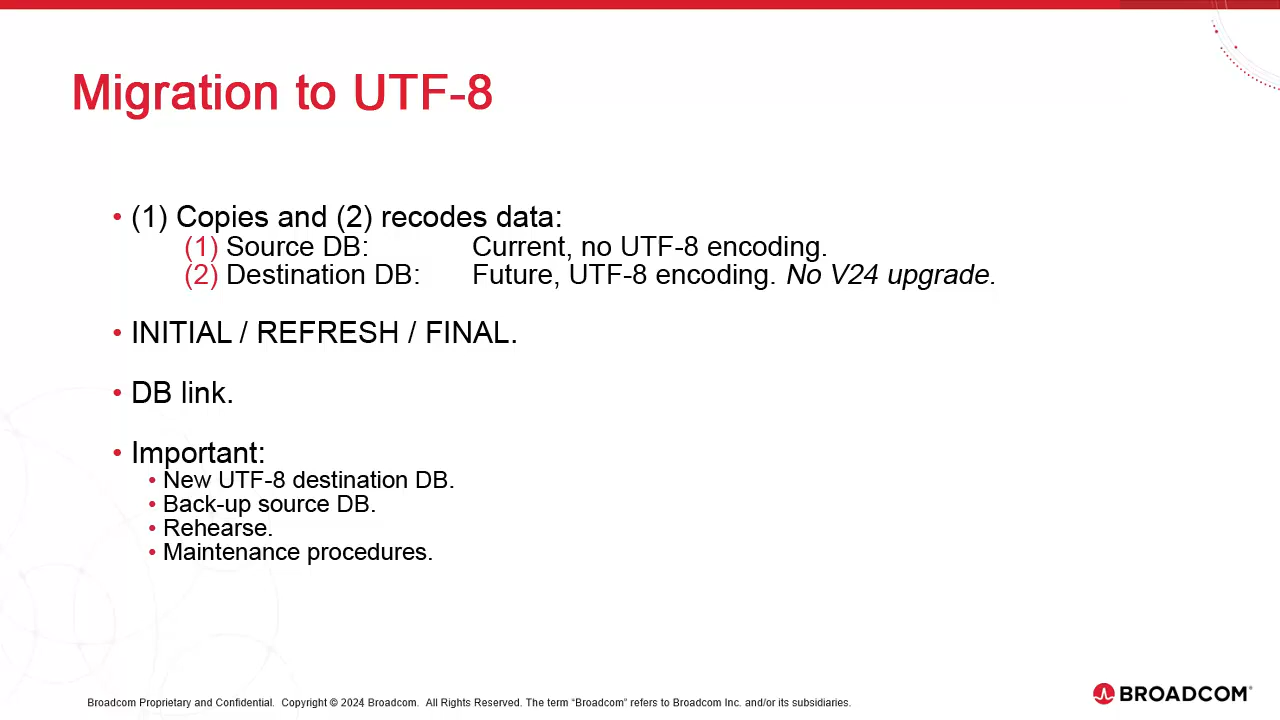 Migration to UTF-8
• (1) Copies and (2) recodes data:
(1) Source DB: Current, no UTF-8 encoding.
(2) Destination DB: Future, UTF-8 encoding. No V24 upgrade.
• INITIAL / REFRESH / FINAL.
• DB link.
• Important:
• New UTF-8 destination DB.
• Back-up source DB.
• Rehearse.
• Maintenance procedures.
Broadcom Proprietary and Confidential. Copyright © 2024 Broadcom. All Rights Reserved. The term “Broadcom” refers to Broadcom Inc. and/or its subsidiaries.
BROADCOM®